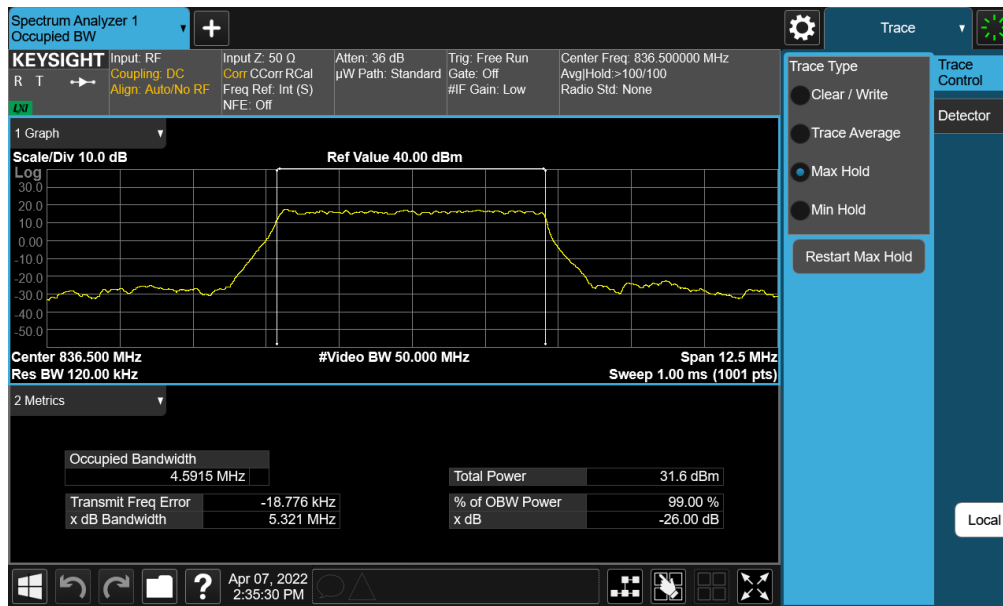 Spectrum Analyzer 1
Occupied BW
Trace
KEYSIGHT
R T
LXI
Input: RF
Coupling: DC
Align: Auto/No RF
Input Z: 50 Ω
Corr CCorr RCal
Freq Ref: Int (S)
NFE: Off
Atten: 36 dB
µW Path: Standard
Trig: Free Run
Gate: Off
#IF Gain: Low
Center Freq: 836.500000 MHz
Avg|Hold:>100/100
Radio Std: None
Trace Type
Clear / Write
Trace Average
Max Hold
Min Hold
Restart Max Hold
Trace
Control
Detector
Local
1 Graph
Scale/Div 10.0 dB
Ref Value 40.00 dBm
Log
30.0
20.0
10.0
0.00
-10.0
-20.0
-30.0
-40.0
-50.0
Center 836.500 MHz
#Video BW 50.000 MHz
Span 12.5 MHz
Res BW 120.00 kHz
Sweep 1.00 ms (1001 pts)
2 Metrics
Occupied Bandwidth
4.5915 MHz
Total Power 31.6 dBm
Transmit Freq Error -18.776 kHz
% of OBW Power 99.00 %
x dB Bandwidth 5.321 MHz
x dB -26.00 dB
?
Apr 07, 2022
2:35:30 PM